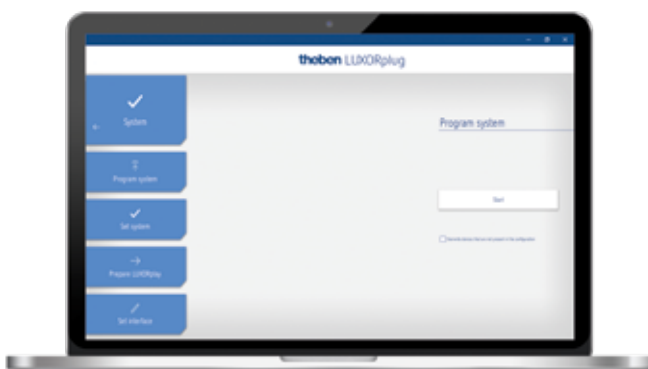 theben LUXORplug
System
Program system
Set system
Prepare LUXORplay
Set interface
Program system
Start